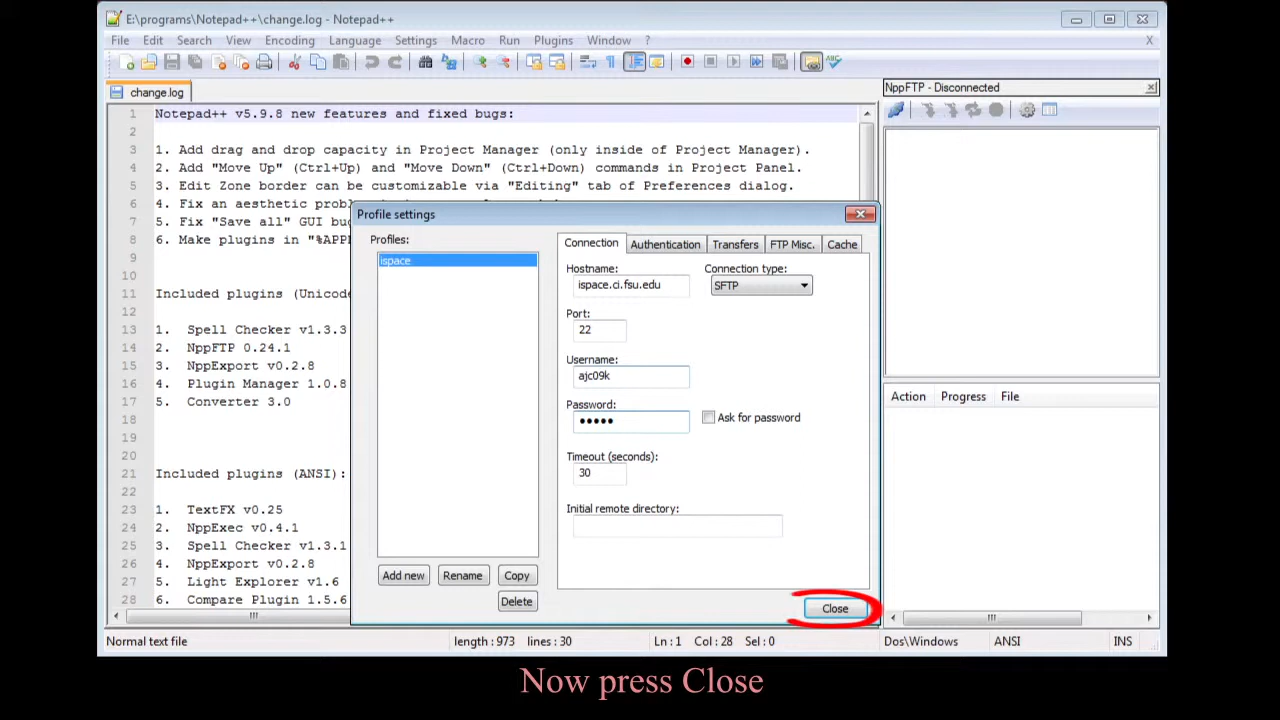 E:\programs\Notepad++\change.log - Notepad++
File Edit Search View Encoding Language Settings Macro Run Plugins Window ? X
change.log
1 Notepad++ v5.9.8 new features and fixed bugs:
2
3 1. Add drag and drop capacity in Project Manager (only inside of Project Manager).
4 2. Add "Move Up" (Ctrl+Up) and "Move Down" (Ctrl+Down) commands in Project Panel.
5 3. Edit Zone border can be customizable via "Editing" tab of Preferences dialog.
6 4. Fix an aesthetic
7 5. Fix "Save all" GUI
8 6. Make plugins in
9
10
11 Included plugins
12
13 1. Spell Checker v1.3.3
14 2. NppFTP 0.24.1
15 3. NppExport v0.2.8
16 4. Plugin Manager 1.0.8
17 5. Converter 3.0
18
19
20
21 Included plugins (ANSI):
22
23 1. TextFX v0.25
24 2. NppExec v0.4.1
25 3. Spell Checker v1.3.1
26 4. NppExport v0.2.8
27 5. Light Explorer v1.6
28 6. Compare Plugin 1.5.6
Profile settings
Profiles:
ispace
Add new Rename Copy
Delete
Connection Authentication Transfers FTP Misc. Cache
Hostname: Connection type:
ispace.ci.fsu.edu SFTP
Port:
22
Username:
ajc09k
Password:
••••• Ask for password
Timeout (seconds):
30
Initial remote directory:
Close
NppFTP - Disconnected
Action Progress File
Normal text file length : 973 lines : 30 Ln : 1 Col : 28 Sel : 0 Dos\Windows ANSI INS
Now press Close